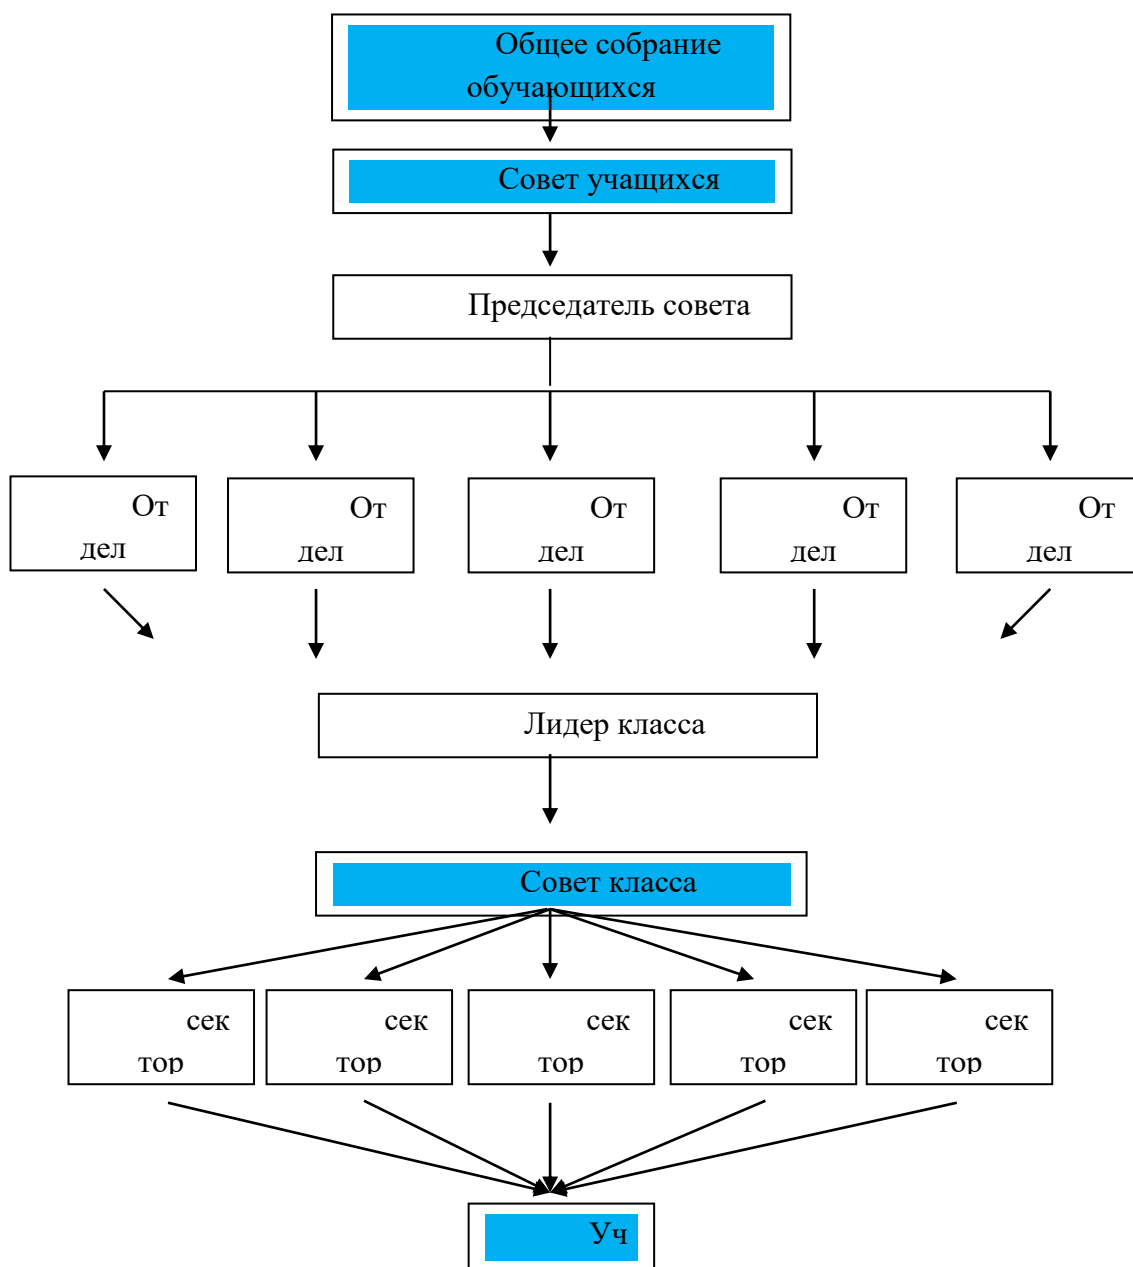 Общее собрание
обучающихся
Совет учащихся
Председатель совета
От От От От От
дел дел дел дел дел
Лидер класса
Совет класса
сек сек сек сек сек
тор тор тор тор тор
Уч